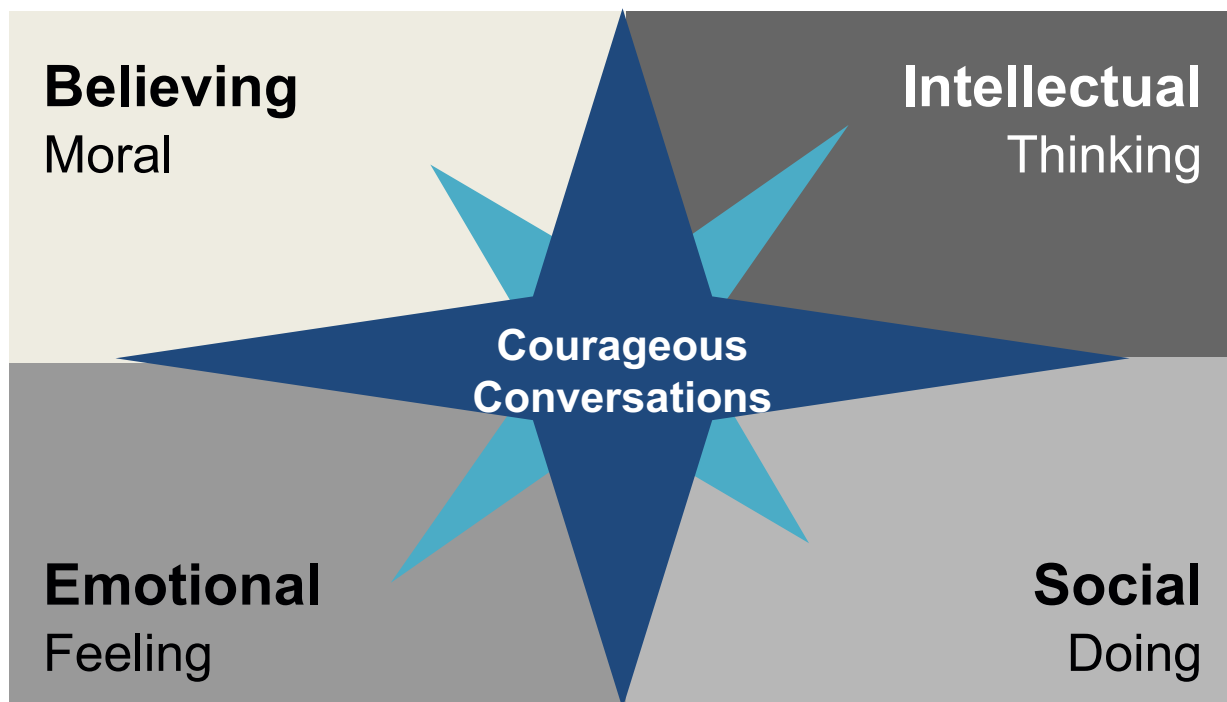 Believing
Moral
Intellectual
Thinking
Courageous
Conversations
Emotional
Feeling
Social
Doing